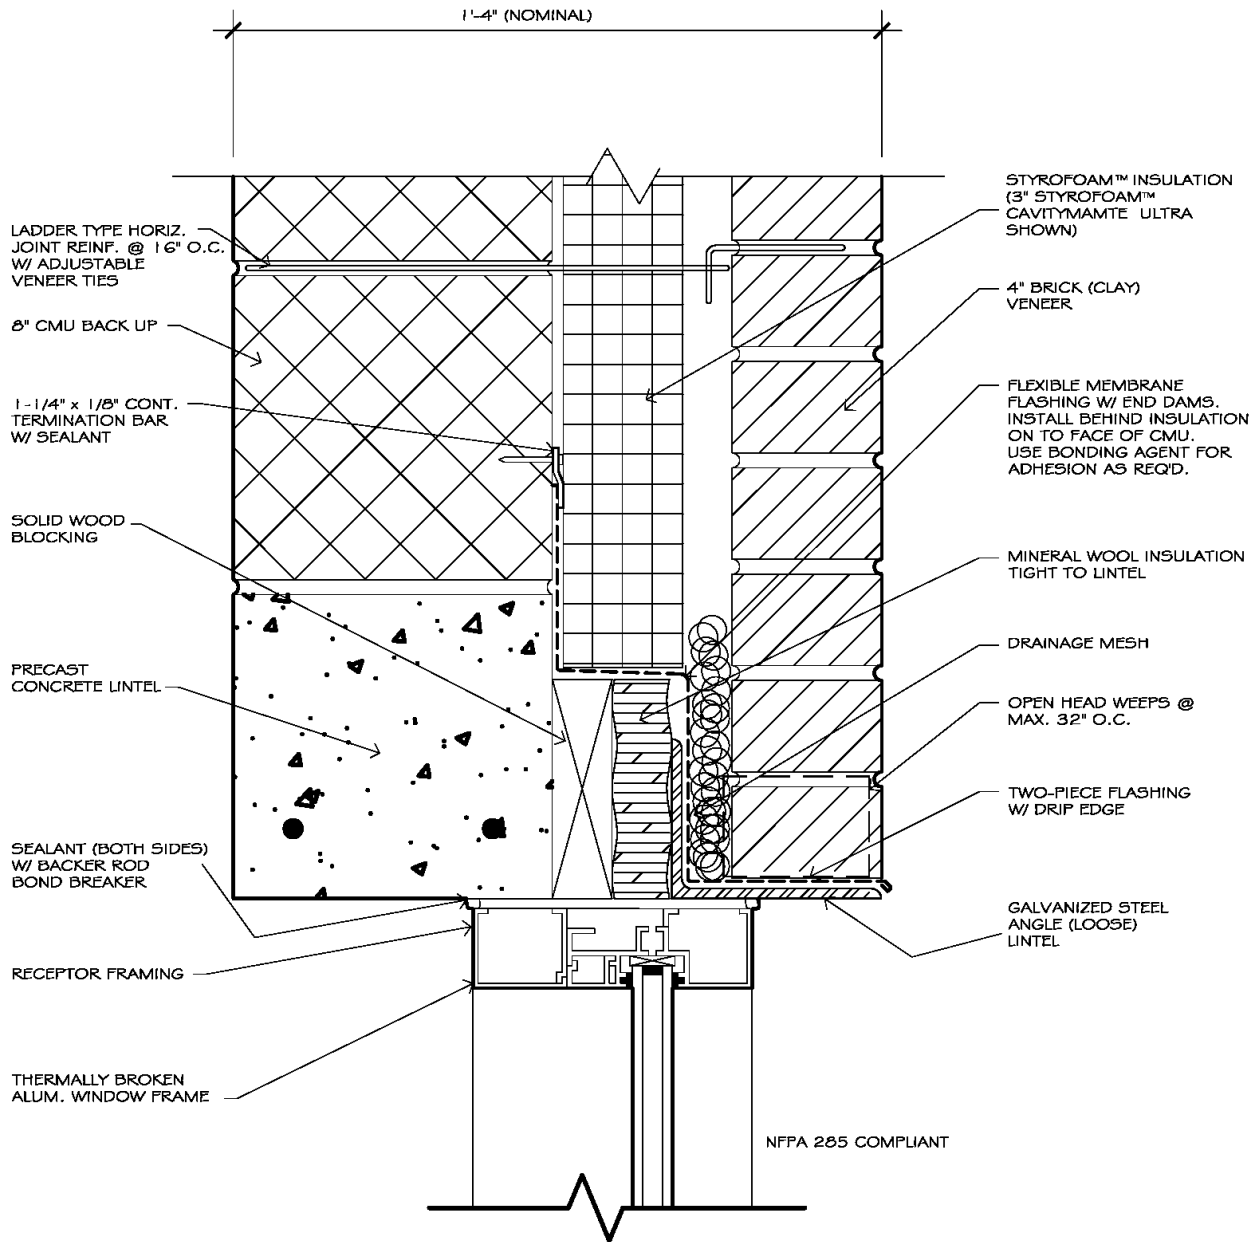 1'-4" (NOMINAL)
LADDER TYPE HORIZ.
JOINT REINF. @ 16" O.C.
W/ ADJUSTABLE
VENEER TIES
8" CMU BACK UP
1-1/4" x 1/8" CONT.
TERMINATION BAR
W/ SEALANT
SOLID WOOD
BLOCKING
PRECAST
CONCRETE LINTEL
SEALANT (BOTH SIDES)
W/ BACKER ROD
BOND BREAKER
RECEPTOR FRAMING
THERMALLY BROKEN
ALUM. WINDOW FRAME
STYROFOAM™ INSULATION
(3" STYROFOAM™
CAVITYMAMTE ULTRA
SHOWN)
4" BRICK (CLAY)
VENEER
FLEXIBLE MEMBRANE
FLASHING W/ END DAMS.
INSTALL BEHIND INSULATION
ON TO FACE OF CMU.
USE BONDING AGENT FOR
ADHESION AS REQ'D.
MINERAL WOOL INSULATION
TIGHT TO LINTEL
DRAINAGE MESH
OPEN HEAD WEEPS @
MAX. 32" O.C.
TWO-PIECE FLASHING
W/ DRIP EDGE
GALVANIZED STEEL
ANGLE (LOOSE)
LINTEL
NFPA 285 COMPLIANT